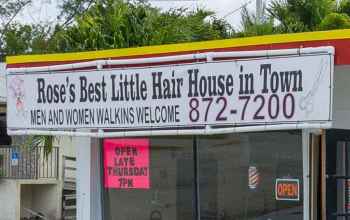 Rose's Best Little Hair House in Town
MEN AND WOMEN WALKINS WELCOME 872-7200
OPEN
LATE
THURSDAY
7PM
OPEN